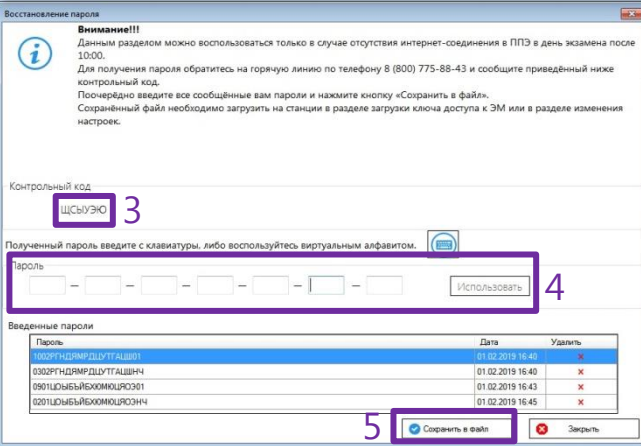 Восстановление пароля
Внимание!!!
Данным разделом можно воспользоваться только в случае отсутствия интернет-соединения в ППЭ в день экзамена после
10:00.
Для получения пароля обратитесь на горячую линию по телефону 8 (800) 775-88-43 и сообщите приведённый ниже
контрольный код.
Поочерёдно введите все сообщённые вам пароли и нажмите кнопку «Сохранить в файл».
Сохранённый файл необходимо загрузить на станции в разделе загрузки ключа доступа к ЭМ или в разделе изменения
настроек.
Контрольный код
ЩСЫУЭЮ 3
Полученный пароль введите с клавиатуры, либо воспользуйтесь виртуальным алфавитом.
Пароль
– – – – – – Использовать 4
Введенные пароли
Пароль Дата Удалить
1002РГНДЯМРДЦУТГАЦШ01 01.02.2019 16:40 ×
0302РГНДЯМРДЦУТГАЦШНЧ 01.02.2019 16:40 ×
0901ЦОЫБЪЙБХЮМЮЦЯОЭ01 01.02.2019 16:43 ×
0201ЦОЫБЪЙБХЮМЮЦЯОЭНЧ 01.02.2019 16:45 ×
5 Сохранить в файл Закрыть